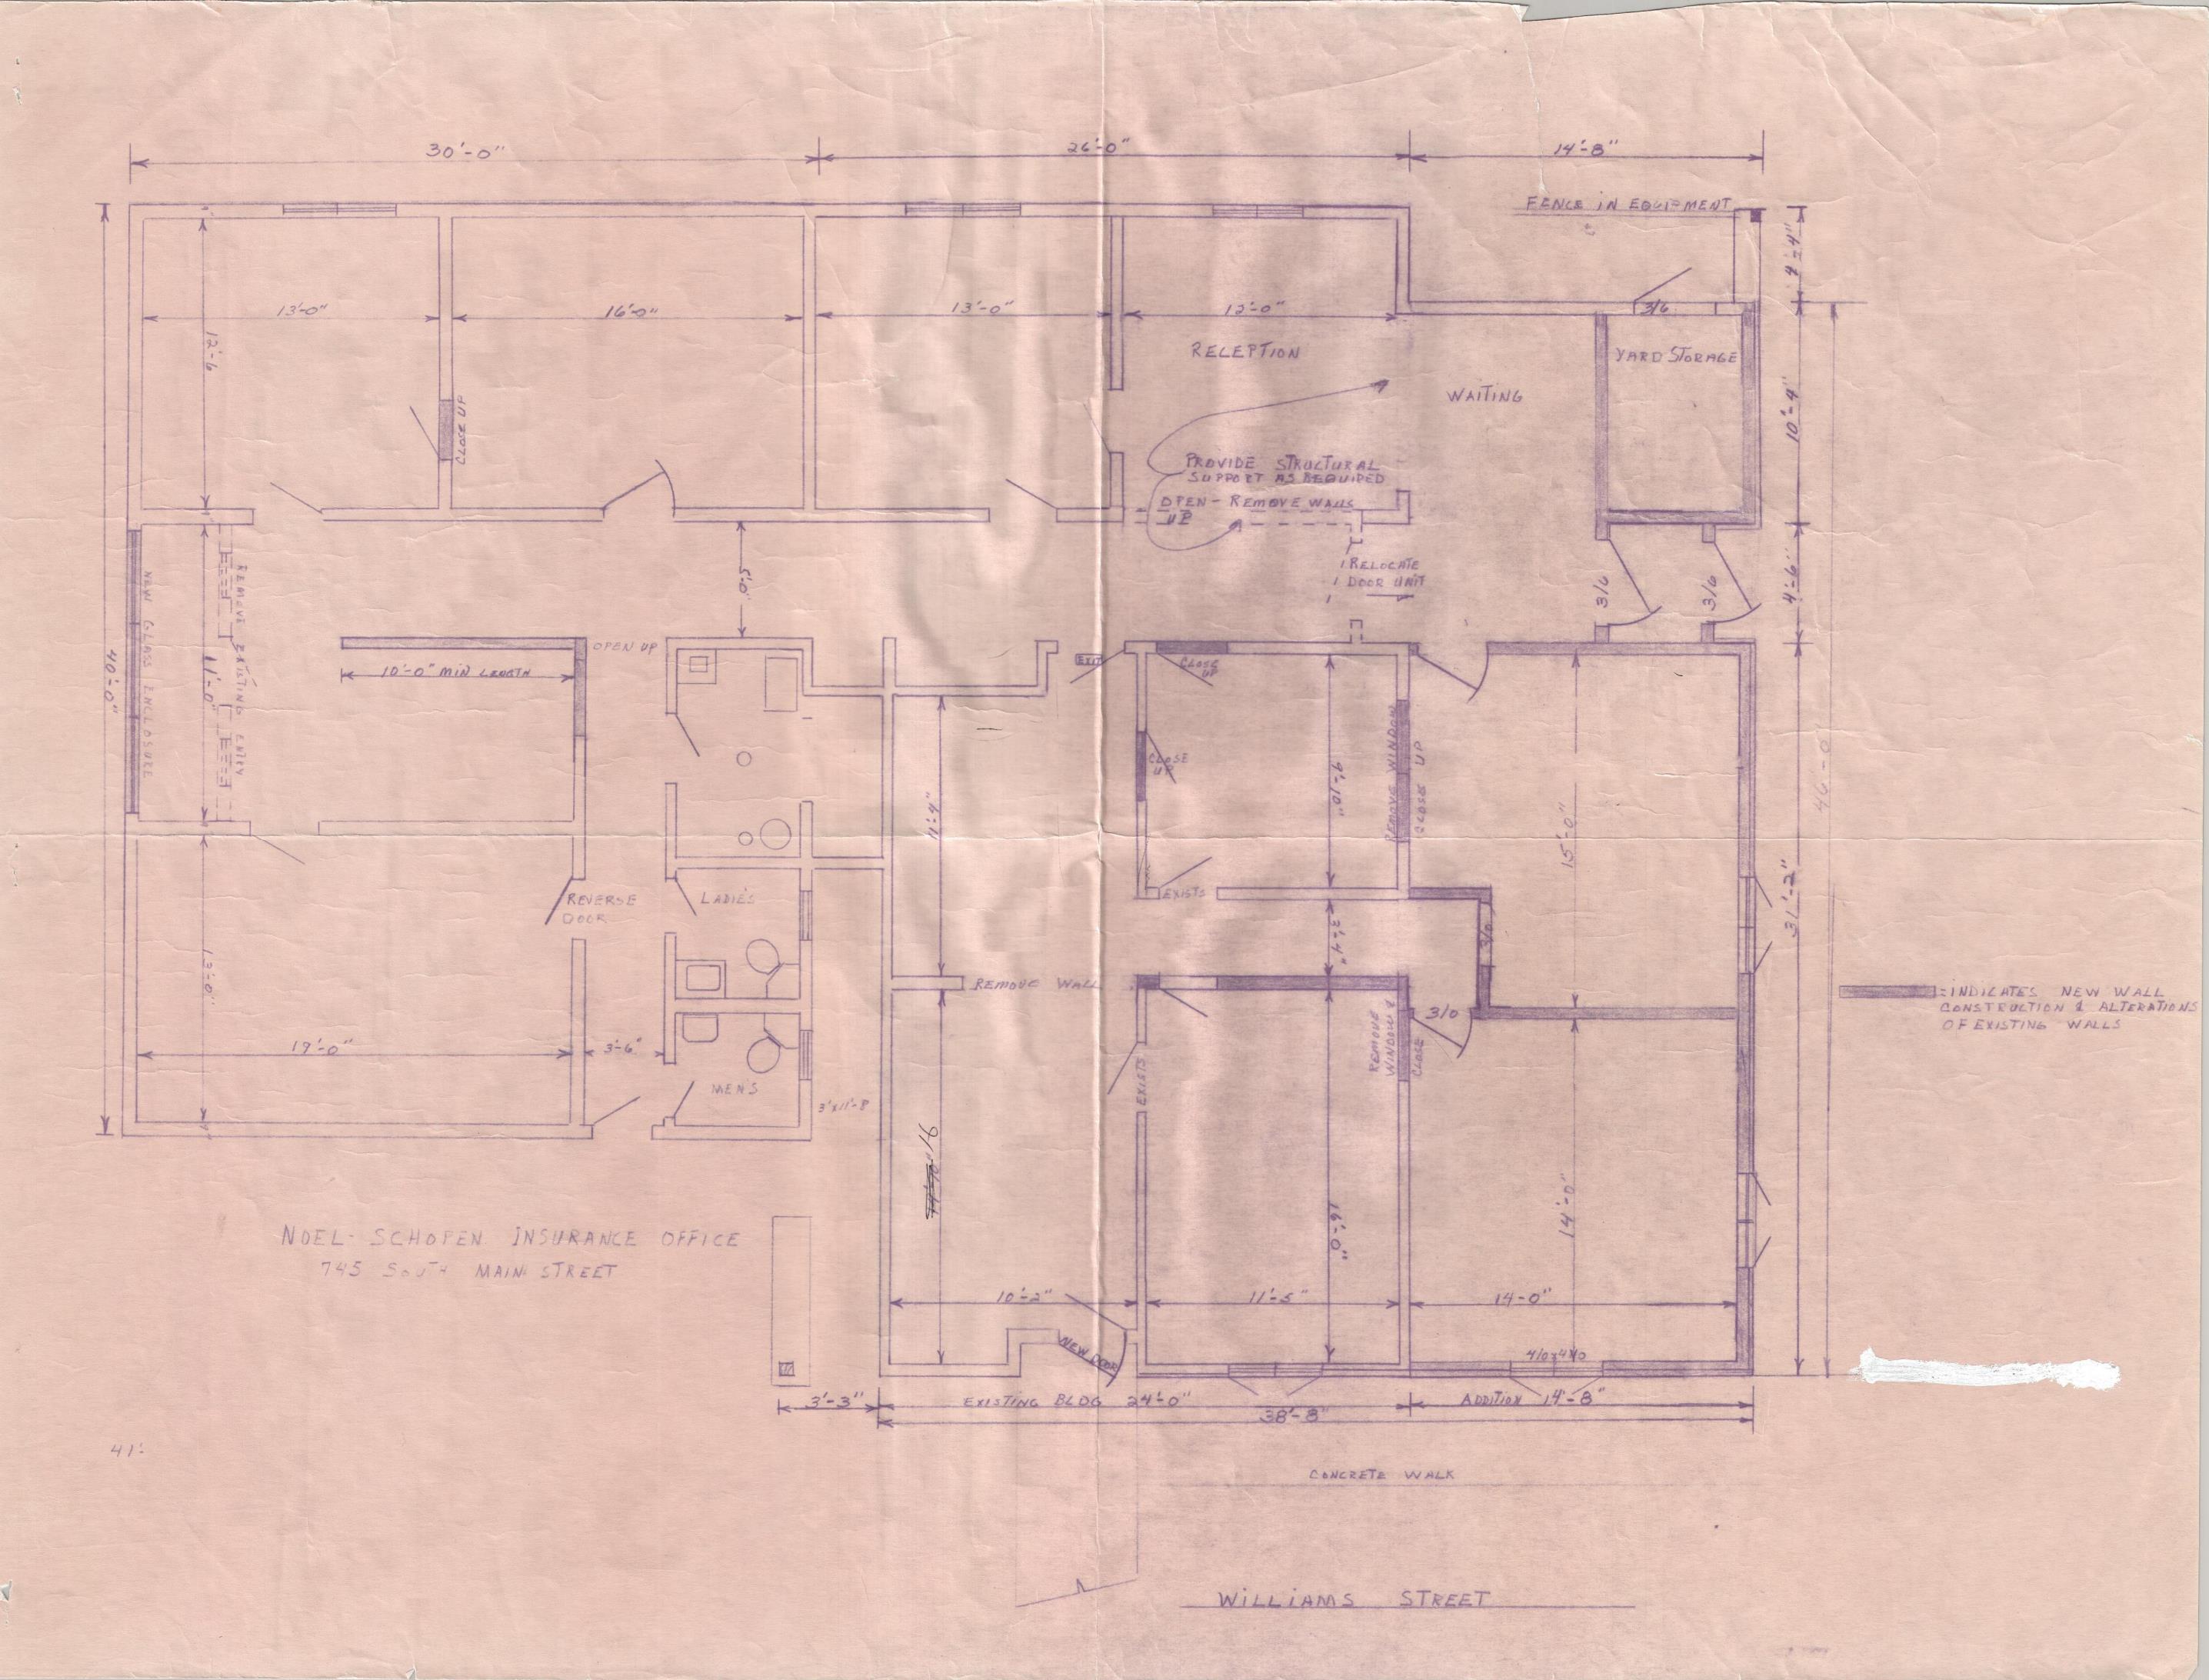 30'-0"
26'-0"
14'-8"
FENCE IN EQUIPMENT
4'-4"
13'-0"
16'-0"
13'-0"
12'-0"
3/6
12'-6
RECEPTION
YARD STORAGE
WAITING
10'-4"
CLOSE UP
PROVIDE STRUCTURAL
SUPPORT AS REQUIRED
OPEN - REMOVE WALLS
UP
RELOCATE
DOOR UNIT
5'-0"
3/6
3/6
4'-6"
NEW GLASS ENCLOSURE
REMOVE EXISTING ENTRY
40'-0"
11'-0"
OPEN UP
10'-0" MIN LENGTH
EXIT
CLOSE
UP
CLOSE
UP
REMOVE WINDOW
CLOSE UP
9'-10"
11'-9"
15'-0"
46'-0
31'-2"
REVERSE
DOOR
LADIES
EXISTS
3'-4"
3/0
REMOVE WALL
3/0
REMOVE
WINDOW &
CLOSE
=INDICATES NEW WALL
CONSTRUCTION & ALTERATIONS
OF EXISTING WALLS
13'-0"
19'-0"
3'-6"
MENS
3'x11'-8
EXISTS
16
16'-0"
14'-0"
NOEL-SCHOPEN INSURANCE OFFICE
745 SOUTH MAIN STREET
10'-2"
11'-5"
14-0"
NEW DOOR
4/0x4/0
3'-3"
EXISTING BLDG 24'-0"
ADDITION 14'-8"
38'-8"
41'-
CONCRETE WALK
WILLIAMS STREET